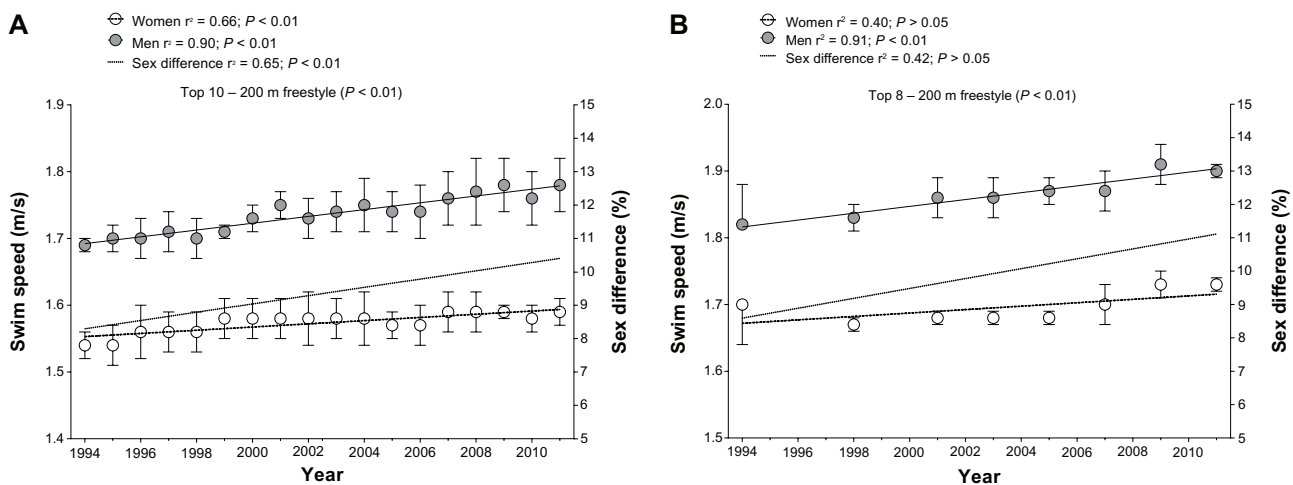 A
Women r² = 0.66; P < 0.01
Men r² = 0.90; P < 0.01
Sex difference r² = 0.65; P < 0.01
Top 10 – 200 m freestyle (P < 0.01)
1.9
1.8
1.7
1.6
1.5
1.4
Swim speed (m/s)
15
14
13
12
11
10
9
8
7
6
5
Sex difference (%)
1994 1996 1998 2000 2002 2004 2006 2008 2010
Year
B
Women r² = 0.40; P > 0.05
Men r² = 0.91; P < 0.01
Sex difference r² = 0.42; P > 0.05
Top 8 – 200 m freestyle (P < 0.01)
2.0
1.9
1.8
1.7
1.6
1.5
Swim speed (m/s)
15
14
13
12
11
10
9
8
7
6
5
Sex difference (%)
1994 1996 1998 2000 2002 2004 2006 2008 2010
Year